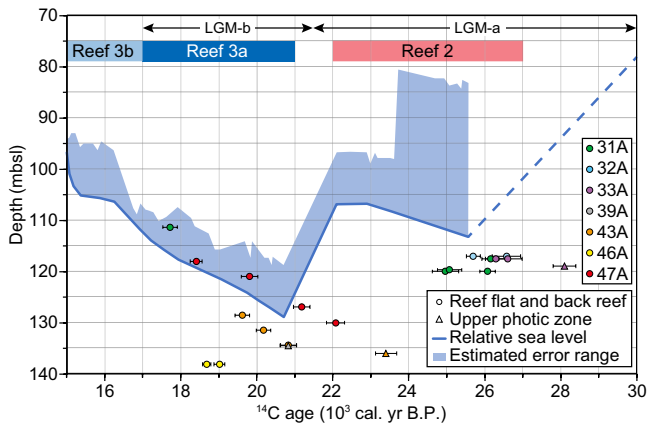 LGM-b LGM-a
Reef 3b Reef 3a Reef 2
70
80
90
100
110
120
130
140
Depth (mbsl)
31A
32A
33A
39A
43A
46A
47A
Reef flat and back reef
Upper photic zone
Relative sea level
Estimated error range
16 18 20 22 24 26 28 30
¹⁴C age (10³ cal. yr B.P.)